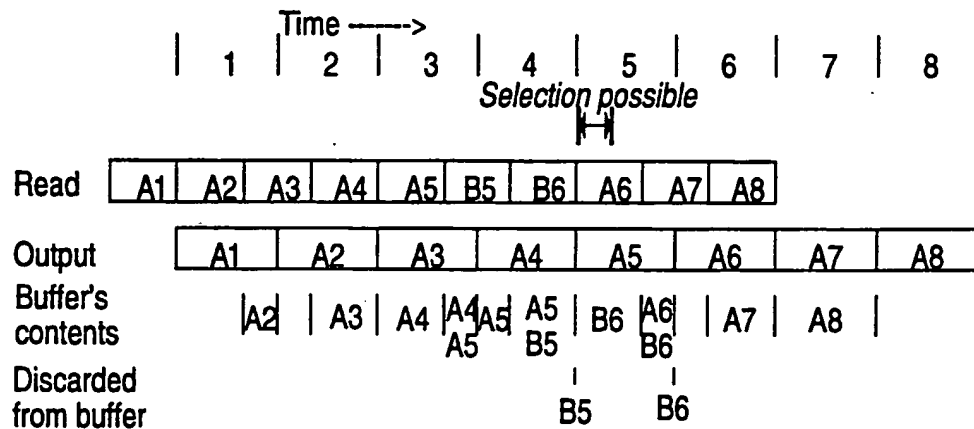 Time ------>
1 2 3 4 5 6 7 8
Selection possible
Read A1 A2 A3 A4 A5 B5 B6 A6 A7 A8
Output A1 A2 A3 A4 A5 A6 A7 A8
Buffer's A4 A5 A6
contents A2 A3 A4 A5 A5 B5 B6 B6 A7 A8
Discarded
from buffer B5 B6